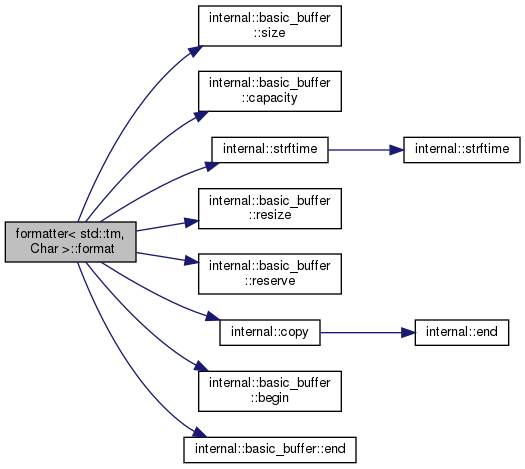 internal::basic_buffer
::size
internal::basic_buffer
::capacity
internal::strftime
internal::strftime
internal::basic_buffer
::resize
formatter< std::tm,
Char >::format
internal::basic_buffer
::reserve
internal::copy
internal::end
internal::basic_buffer
::begin
internal::basic_buffer::end